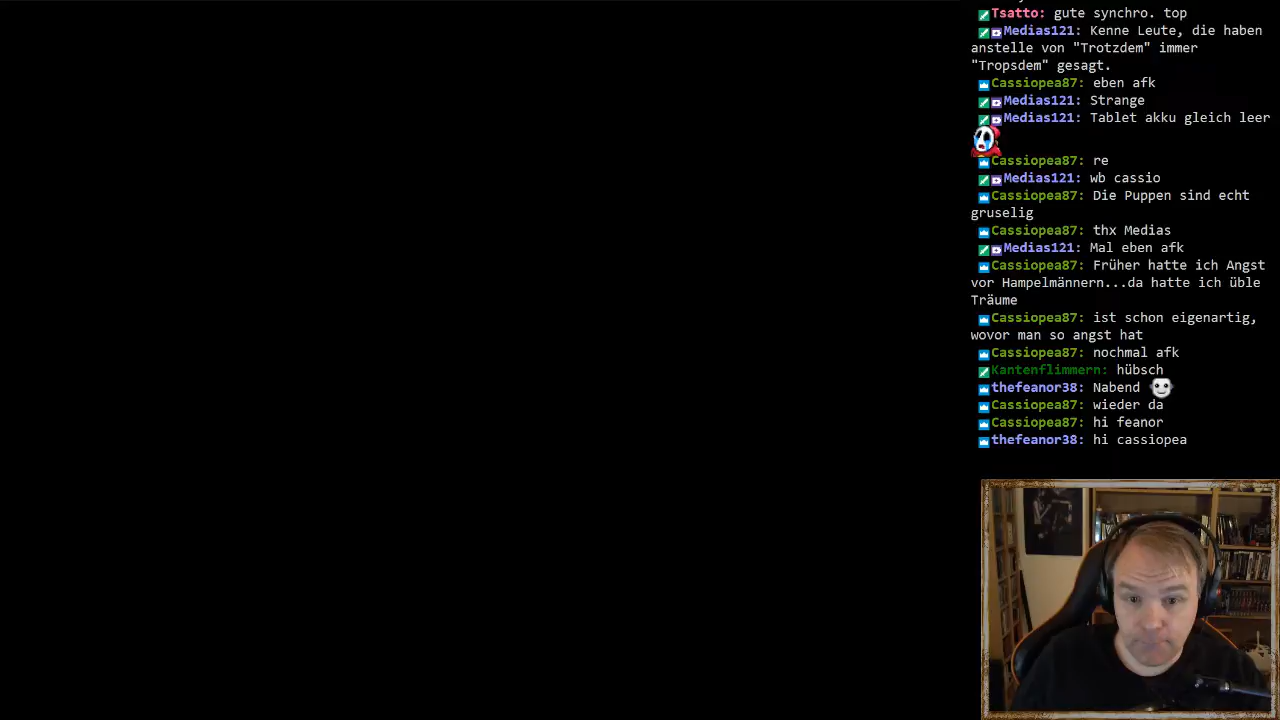 Tsatto: gute synchro. top
Medias121: Kenne Leute, die haben
anstelle von "Trotzdem" immer
"Tropsdem" gesagt.
Cassiopea87: eben afk
Medias121: Strange
Medias121: Tablet akku gleich leer
Cassiopea87: re
Medias121: wb cassio
Cassiopea87: Die Puppen sind echt
gruselig
Cassiopea87: thx Medias
Medias121: Mal eben afk
Cassiopea87: Früher hatte ich Angst
vor Hampelmännern...da hatte ich üble
Träume
Cassiopea87: ist schon eigenartig,
wovor man so angst hat
Cassiopea87: nochmal afk
Kantenflimmern: hübsch
thefeanor38: Nabend
Cassiopea87: wieder da
Cassiopea87: hi feanor
thefeanor38: hi cassiopea